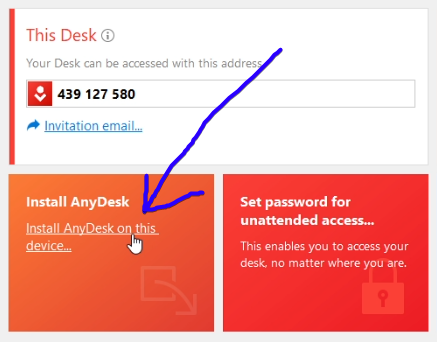 This Desk
Your Desk can be accessed with this address.
439 127 580
Invitation email...
Install AnyDesk
Install AnyDesk on this
device...
Set password for
unattended access...
This enables you to access your
desk, no matter where you are.